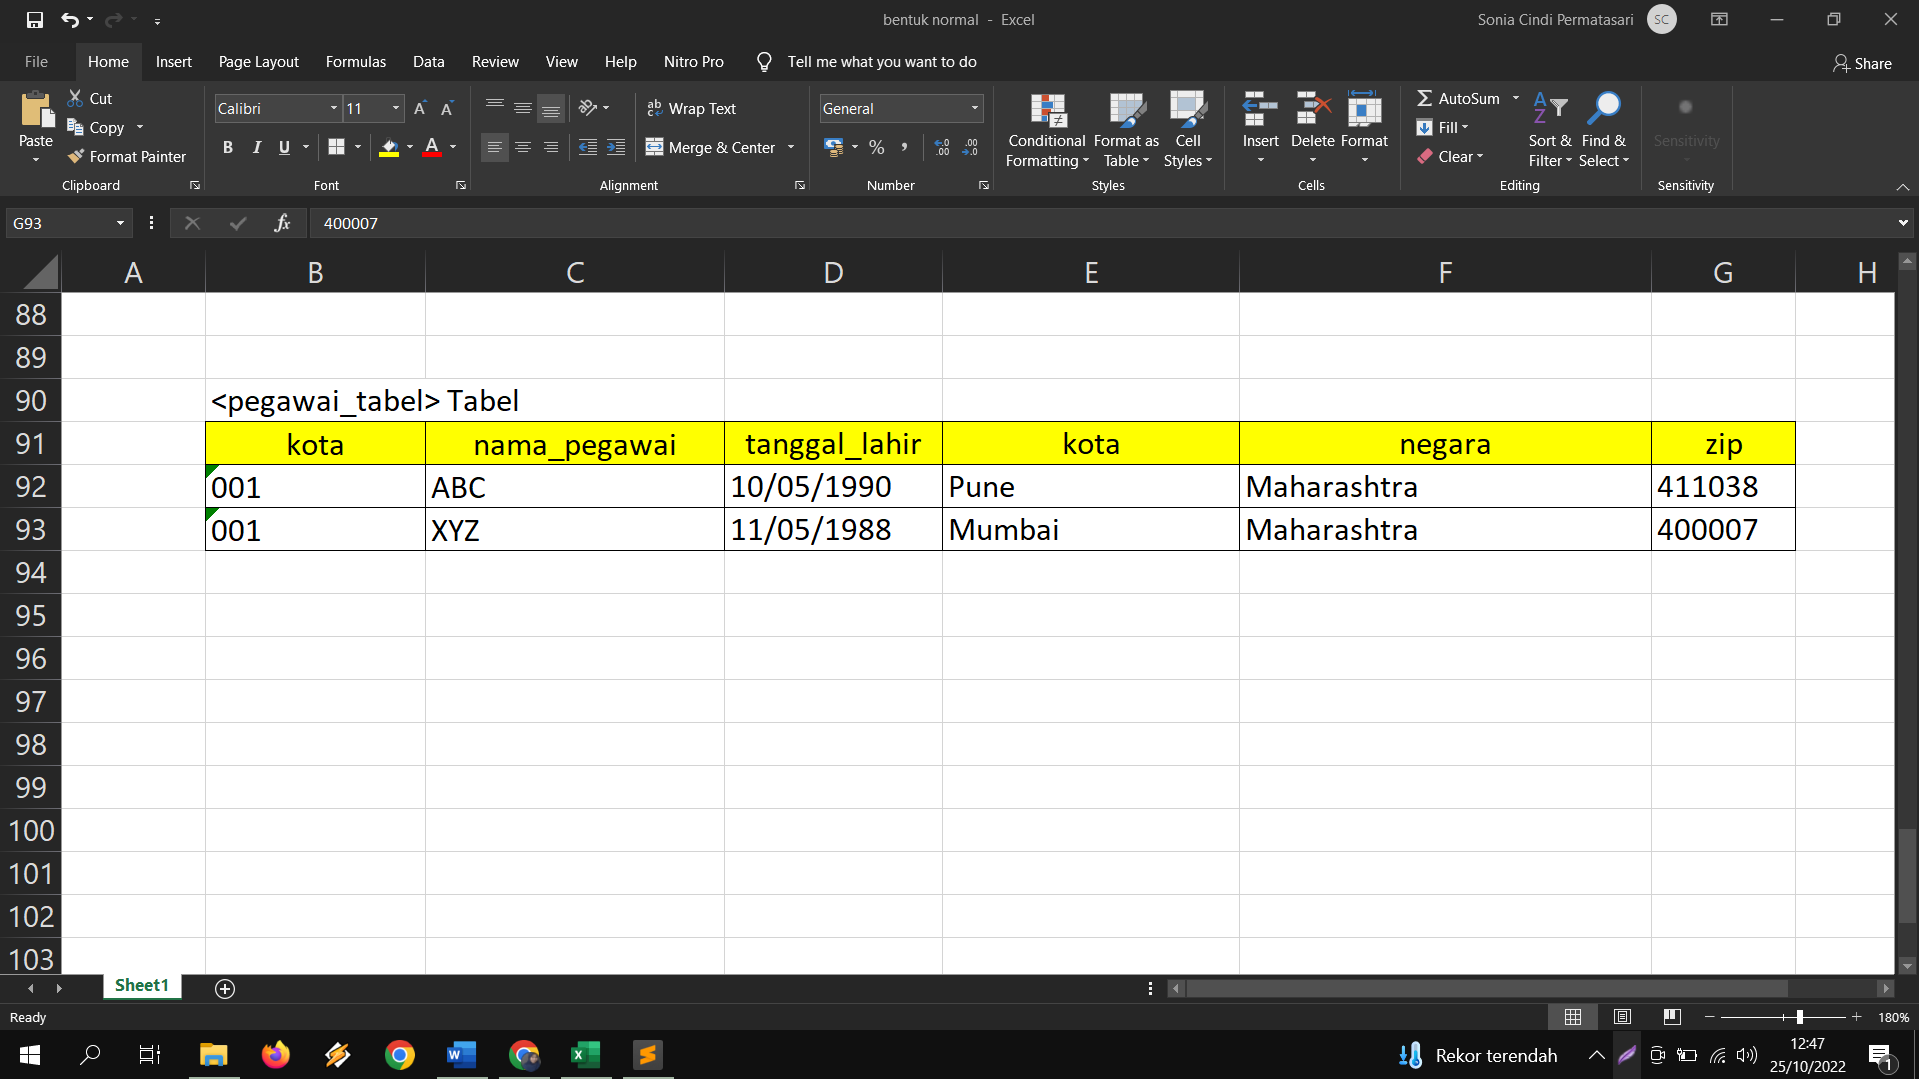 bentuk normal - Excel
Sonia Cindi Permatasari
SC
File Home Insert Page Layout Formulas Data Review View Help Nitro Pro Tell me what you want to do Share
Paste
Cut
Copy
Format Painter
Clipboard
Calibri 11
B I U
Font
Wrap Text
Merge & Center
Alignment
General
Number
Conditional Formatting
Format as Table
Cell Styles
Styles
Insert Delete Format
Cells
AutoSum
Fill
Clear
Sort & Filter
Find & Select
Editing
Sensitivity
Sensitivity
G93 fx 400007
A B C D E F G H
88
89
90 <pegawai_tabel> Tabel
91 kota nama_pegawai tanggal_lahir kota negara zip
92 001 ABC 10/05/1990 Pune Maharashtra 411038
93 001 XYZ 11/05/1988 Mumbai Maharashtra 400007
94
95
96
97
98
99
100
101
102
103
Sheet1
Ready
180%
Rekor terendah
12:47
25/10/2022
1